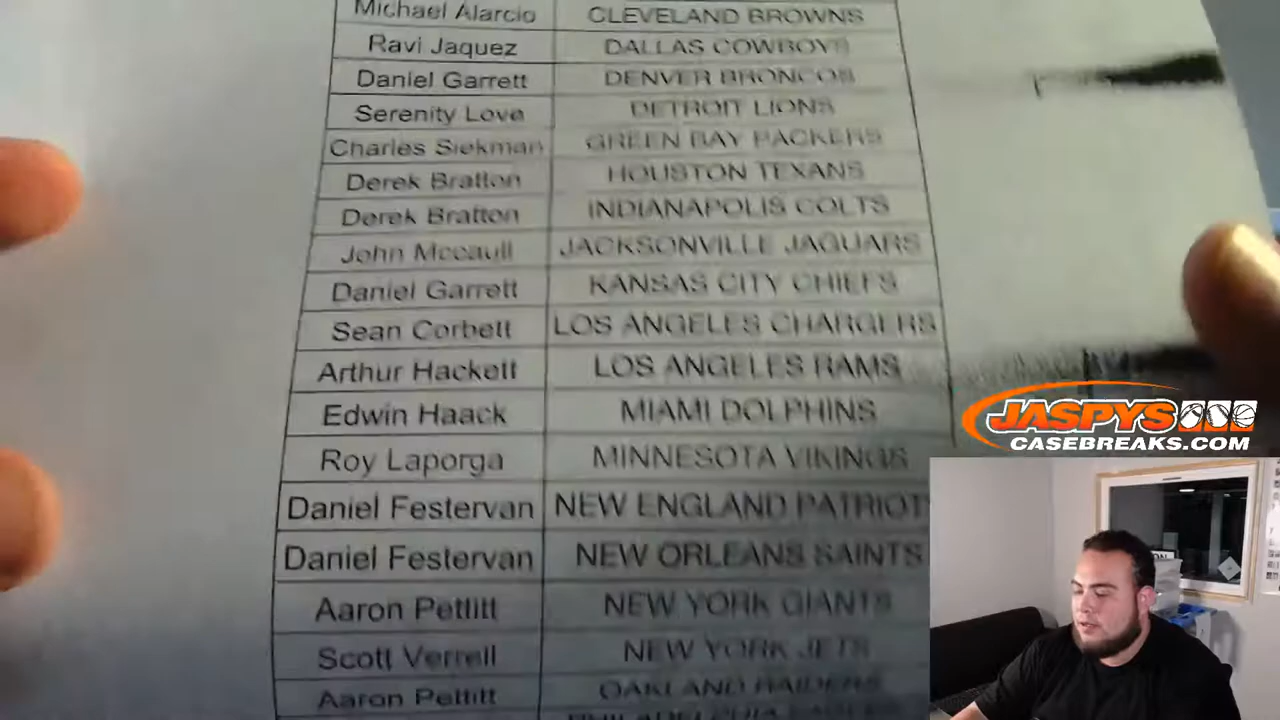 Michael Alarcio CLEVELAND BROWNS
Ravi Jaquez DALLAS COWBOYS
Daniel Garrett DENVER BRONCOS
Serenity Love DETROIT LIONS
Charles Siekman GREEN BAY PACKERS
Derek Bratton HOUSTON TEXANS
Derek Bratton INDIANAPOLIS COLTS
John Mccaull JACKSONVILLE JAGUARS
Daniel Garrett KANSAS CITY CHIEFS
Sean Corbett LOS ANGELES CHARGERS
Arthur Hackett LOS ANGELES RAMS
Edwin Haack MIAMI DOLPHINS
Roy Laporga MINNESOTA VIKINGS
Daniel Festervan NEW ENGLAND PATRIOT
Daniel Festervan NEW ORLEANS SAINTS
Aaron Pettitt NEW YORK GIANTS
Scott Verrell NEW YORK JETS
Aaron Pettitt OAKLAND RAIDERS
PHILADELPHIA EAGLES
JASPYS
CASEBREAKS.COM